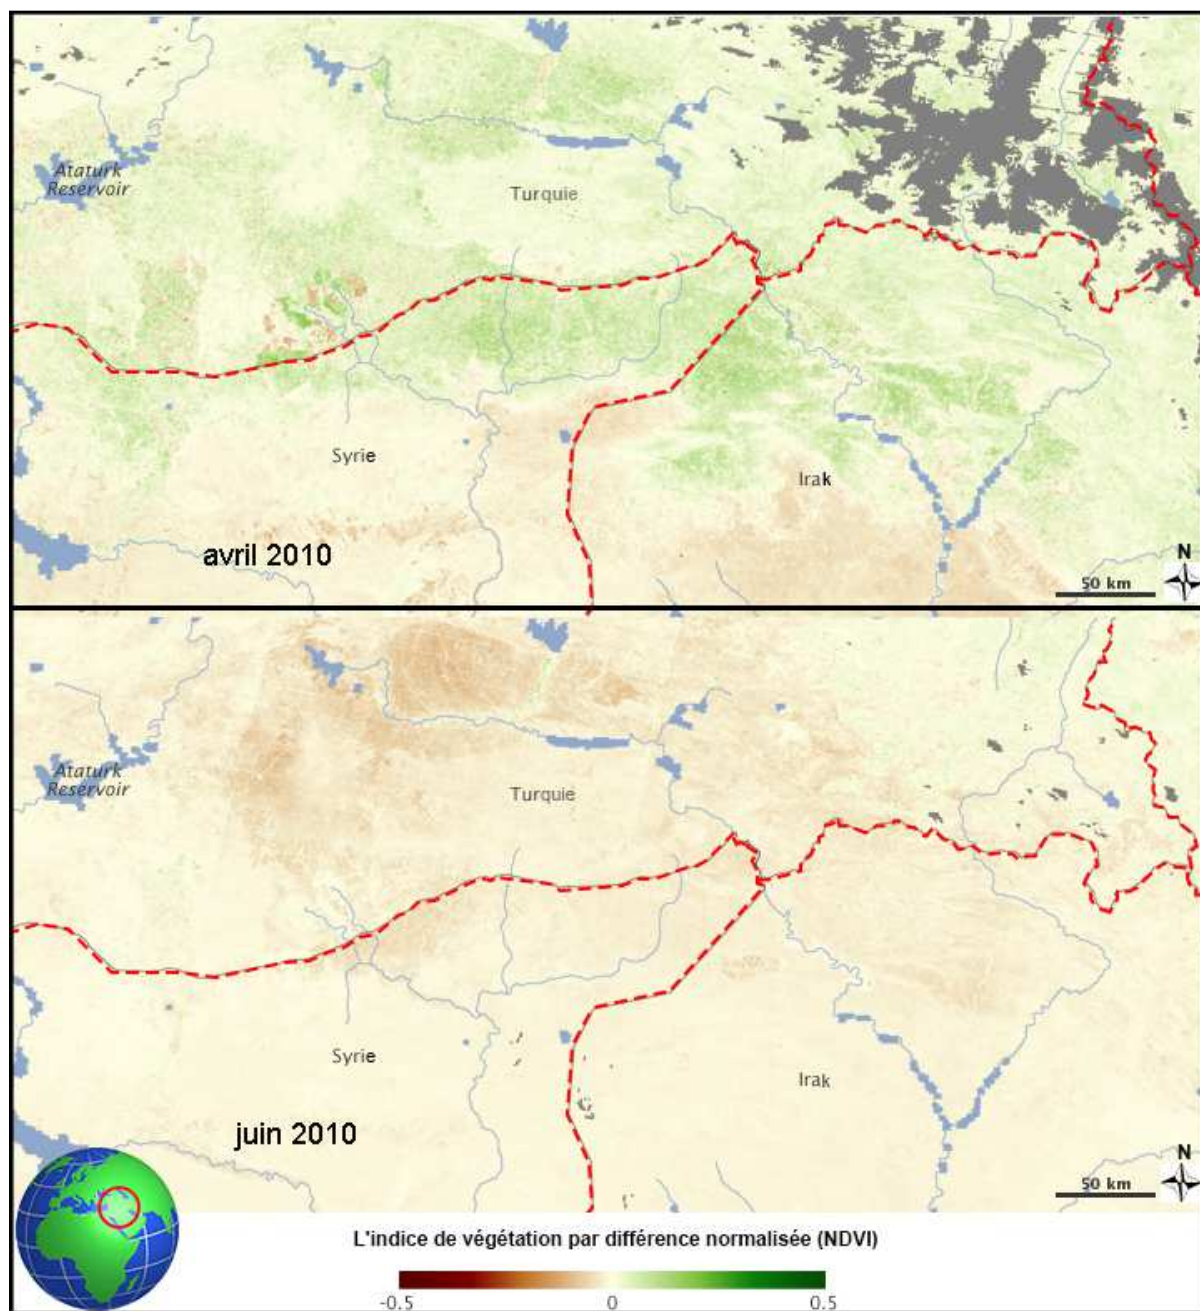 Ataturk
Reservoir
Turquie
Syrie
Irak
avril 2010
N
50 km
Ataturk
Reservoir
Turquie
Syrie
Irak
juin 2010
N
50 km
L'indice de végétation par différence normalisée (NDVI)
-0.5 0 0.5